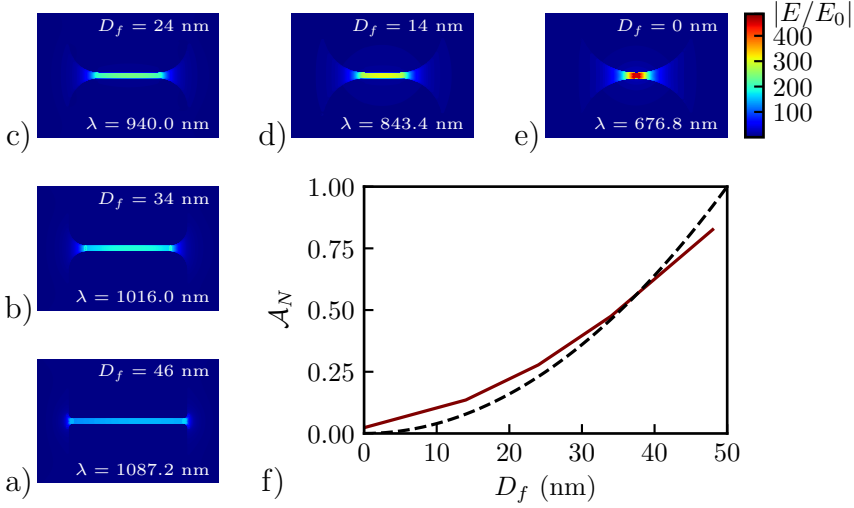 D_f = 24 nm
λ = 940.0 nm
c)
D_f = 14 nm
λ = 843.4 nm
d)
D_f = 0 nm
λ = 676.8 nm
e)
|E/E_0|
400
300
200
100
D_f = 34 nm
λ = 1016.0 nm
b)
D_f = 46 nm
λ = 1087.2 nm
a)
f)
1.00
0.75
0.50
0.25
0.00
𝒜_N
0 10 20 30 40 50
D_f (nm)